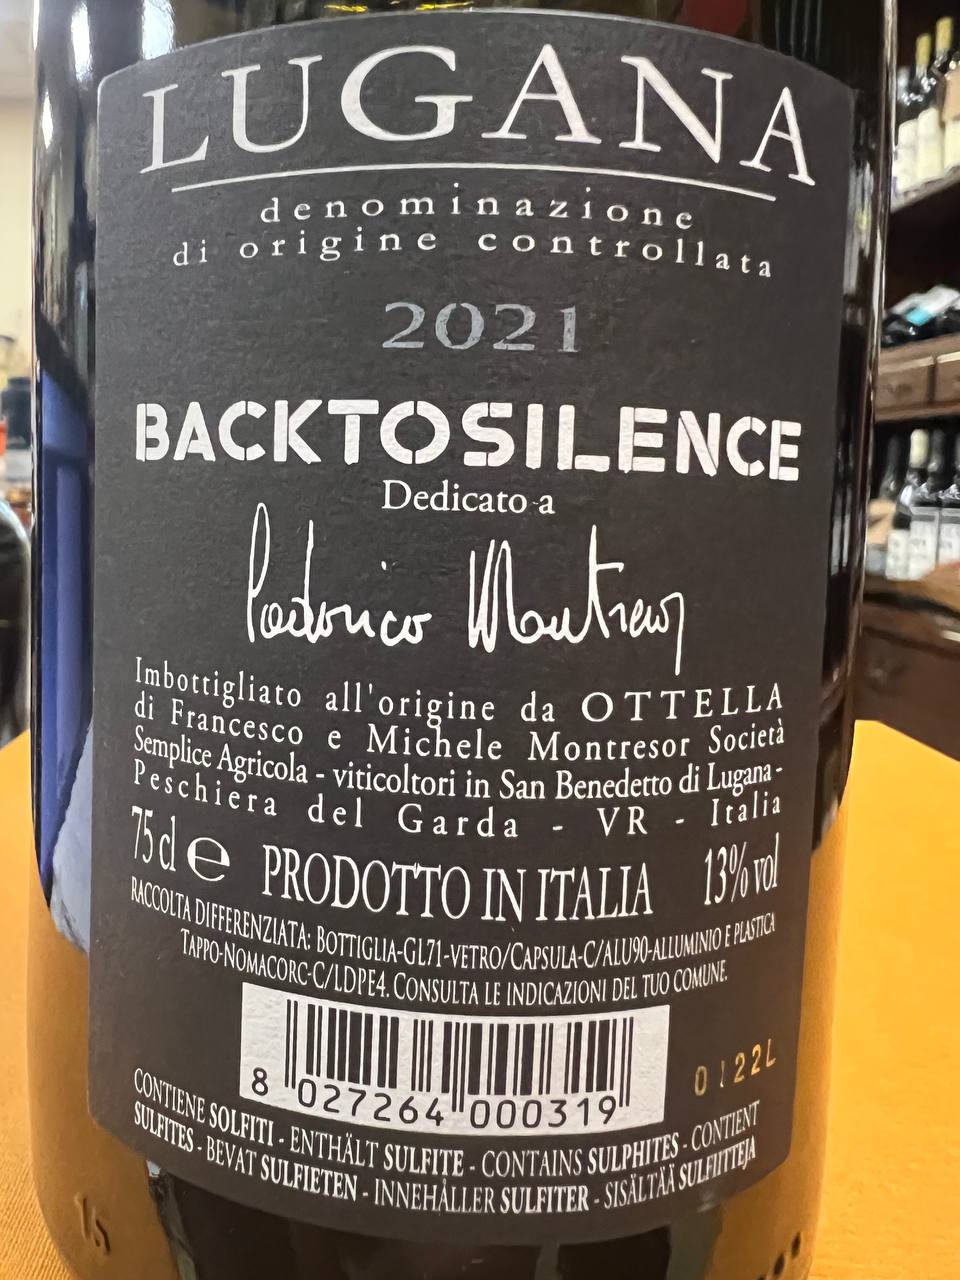 LUGANA
denominazione
di origine controllata
2021
BACKTOSILENCE
Dedicato a
Lodovico Montresor
Imbottigliato all'origine da OTTELLA
di Francesco e Michele Montresor Società
Semplice Agricola - viticoltori in San Benedetto di Lugana -
Peschiera del Garda - VR - Italia
75 cl ℮ PRODOTTO IN ITALIA 13% vol
RACCOLTA DIFFERENZIATA: BOTTIGLIA-GL71-VETRO/CAPSULA-C/ALU90-ALLUMINIO E PLASTICA
TAPPO-NOMACORC-C/LDPE4. CONSULTA LE INDICAZIONI DEL TUO COMUNE.
8 027264 000319
0122L
CONTIENE SOLFITI - ENTHÄLT SULFITE - CONTAINS SULPHITES - CONTIENT
SULFITES - BEVAT SULFIETEN - INNEHÅLLER SULFITER - SISÄLTÄÄ SULFIITTEJA
16